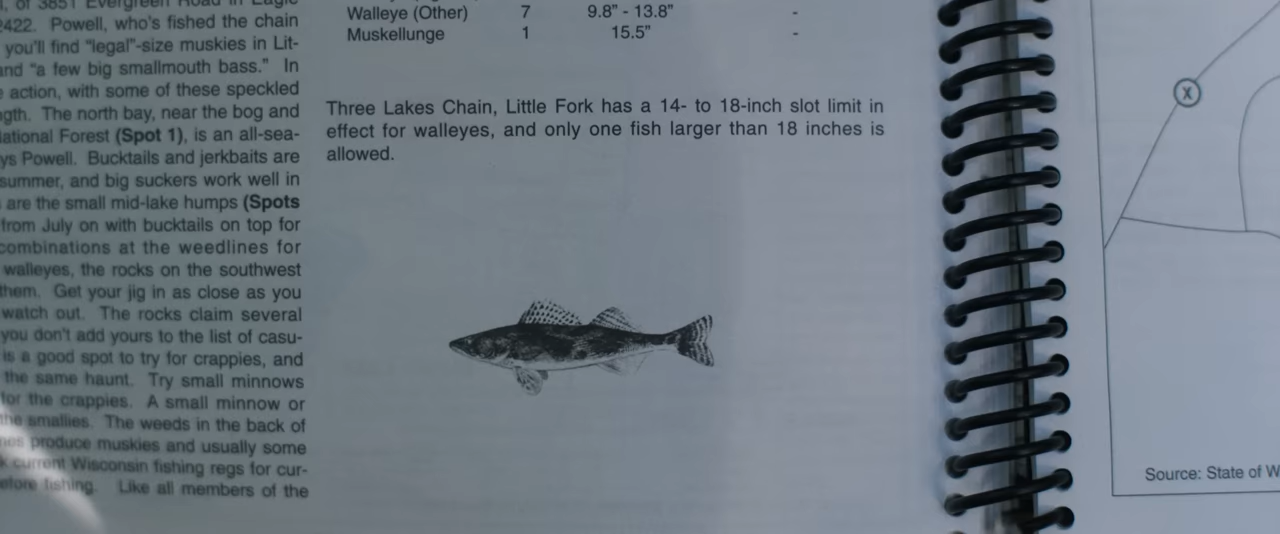 of 3851 Evergreen Road in Eagle
2422. Powell, who's fished the chain
you'll find "legal"-size muskies in Lit-
and "a few big smallmouth bass." In
action, with some of these speckled
The north bay, near the bog and
National Forest (Spot 1), is an all-sea-
Powell. Bucktails and jerkbaits are
summer, and big suckers work well in
are the small mid-lake humps (Spots
from July on with bucktails on top for
combinations at the weedlines for
walleyes, the rocks on the southwest
them. Get your jig in as close as you
watch out. The rocks claim several
you don't add yours to the list of casu-
is a good spot to try for crappies, and
the same haunt. Try small minnows
for the crappies. A small minnow or
the smallies. The weeds in the back of
produce muskies and usually some
current Wisconsin fishing regs for cur-
before fishing. Like all members of the
Walleye (Other) 7 9.8" - 13.8" -
Muskellunge 1 15.5" -
Three Lakes Chain, Little Fork has a 14- to 18-inch slot limit in
effect for walleyes, and only one fish larger than 18 inches is
allowed.
X
Source: State of W